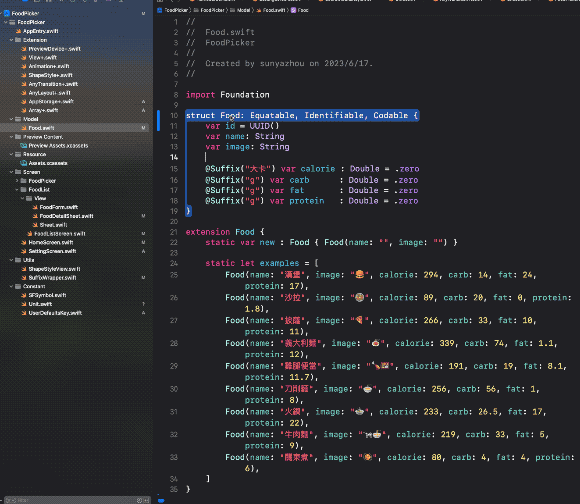 FoodPicker
FoodPicker
AppEntry.swift
Extension
PreviewDevice+.swift
View+.swift
Animation+.swift
ShapeStyle+.swift
AnyTransition+.swift
AnyLayout+.swift
AppStorage+.swift A
Array+.swift A
Model
Food.swift M
Preview Content
Preview Assets.xcassets
Resource
Assets.xcassets
Screen
FoodPicker
FoodList
View
FoodForm.swift
FoodDetailSheet.swift M
Sheet.swift
FoodListScreen.swift M
HomeScreen.swift M
SettingScreen.swift M
Utils
ShapeStyleView.swift
SuffixWrapper.swift M
Constant
SFSymbol.swift
Unit.swift ?
UserDefaultsKey.swift A
FoodPicker > FoodPicker > Model > Food.swift > Food
1 //
2 // Food.swift
3 // FoodPicker
4 //
5 // Created by sunyazhou on 2023/6/17.
6 //
7
8 import Foundation
9
10 struct Food: Equatable, Identifiable, Codable {
11 var id = UUID()
12 var name: String
13 var image: String
14
15 @Suffix("大卡") var calorie : Double = .zero
16 @Suffix("g") var carb : Double = .zero
17 @Suffix("g") var fat : Double = .zero
18 @Suffix("g") var protein : Double = .zero
19 }
20
21 extension Food {
22 static var new : Food { Food(name: "", image: "") }
23
24 static let examples = [
25 Food(name: "漢堡", image: "🍔", calorie: 294, carb: 14, fat: 24,
protein: 17),
26 Food(name: "沙拉", image: "🥗", calorie: 89, carb: 20, fat: 0, protein:
1.8),
27 Food(name: "披薩", image: "🍕", calorie: 266, carb: 33, fat: 10,
protein: 11),
28 Food(name: "義大利麵", image: "🍝", calorie: 339, carb: 74, fat: 1.1,
protein: 12),
29 Food(name: "雞腿便當", image: "🍗🍱", calorie: 191, carb: 19, fat: 8.1,
protein: 11.7),
30 Food(name: "刀削麵", image: "🍜", calorie: 256, carb: 56, fat: 1,
protein: 8),
31 Food(name: "火鍋", image: "🍲", calorie: 233, carb: 26.5, fat: 17,
protein: 22),
32 Food(name: "牛肉麵", image: "🐄🍜", calorie: 219, carb: 33, fat: 5,
protein: 9),
33 Food(name: "關東煮", image: "🥘", calorie: 80, carb: 4, fat: 4, protein:
6),
34 ]
35 }